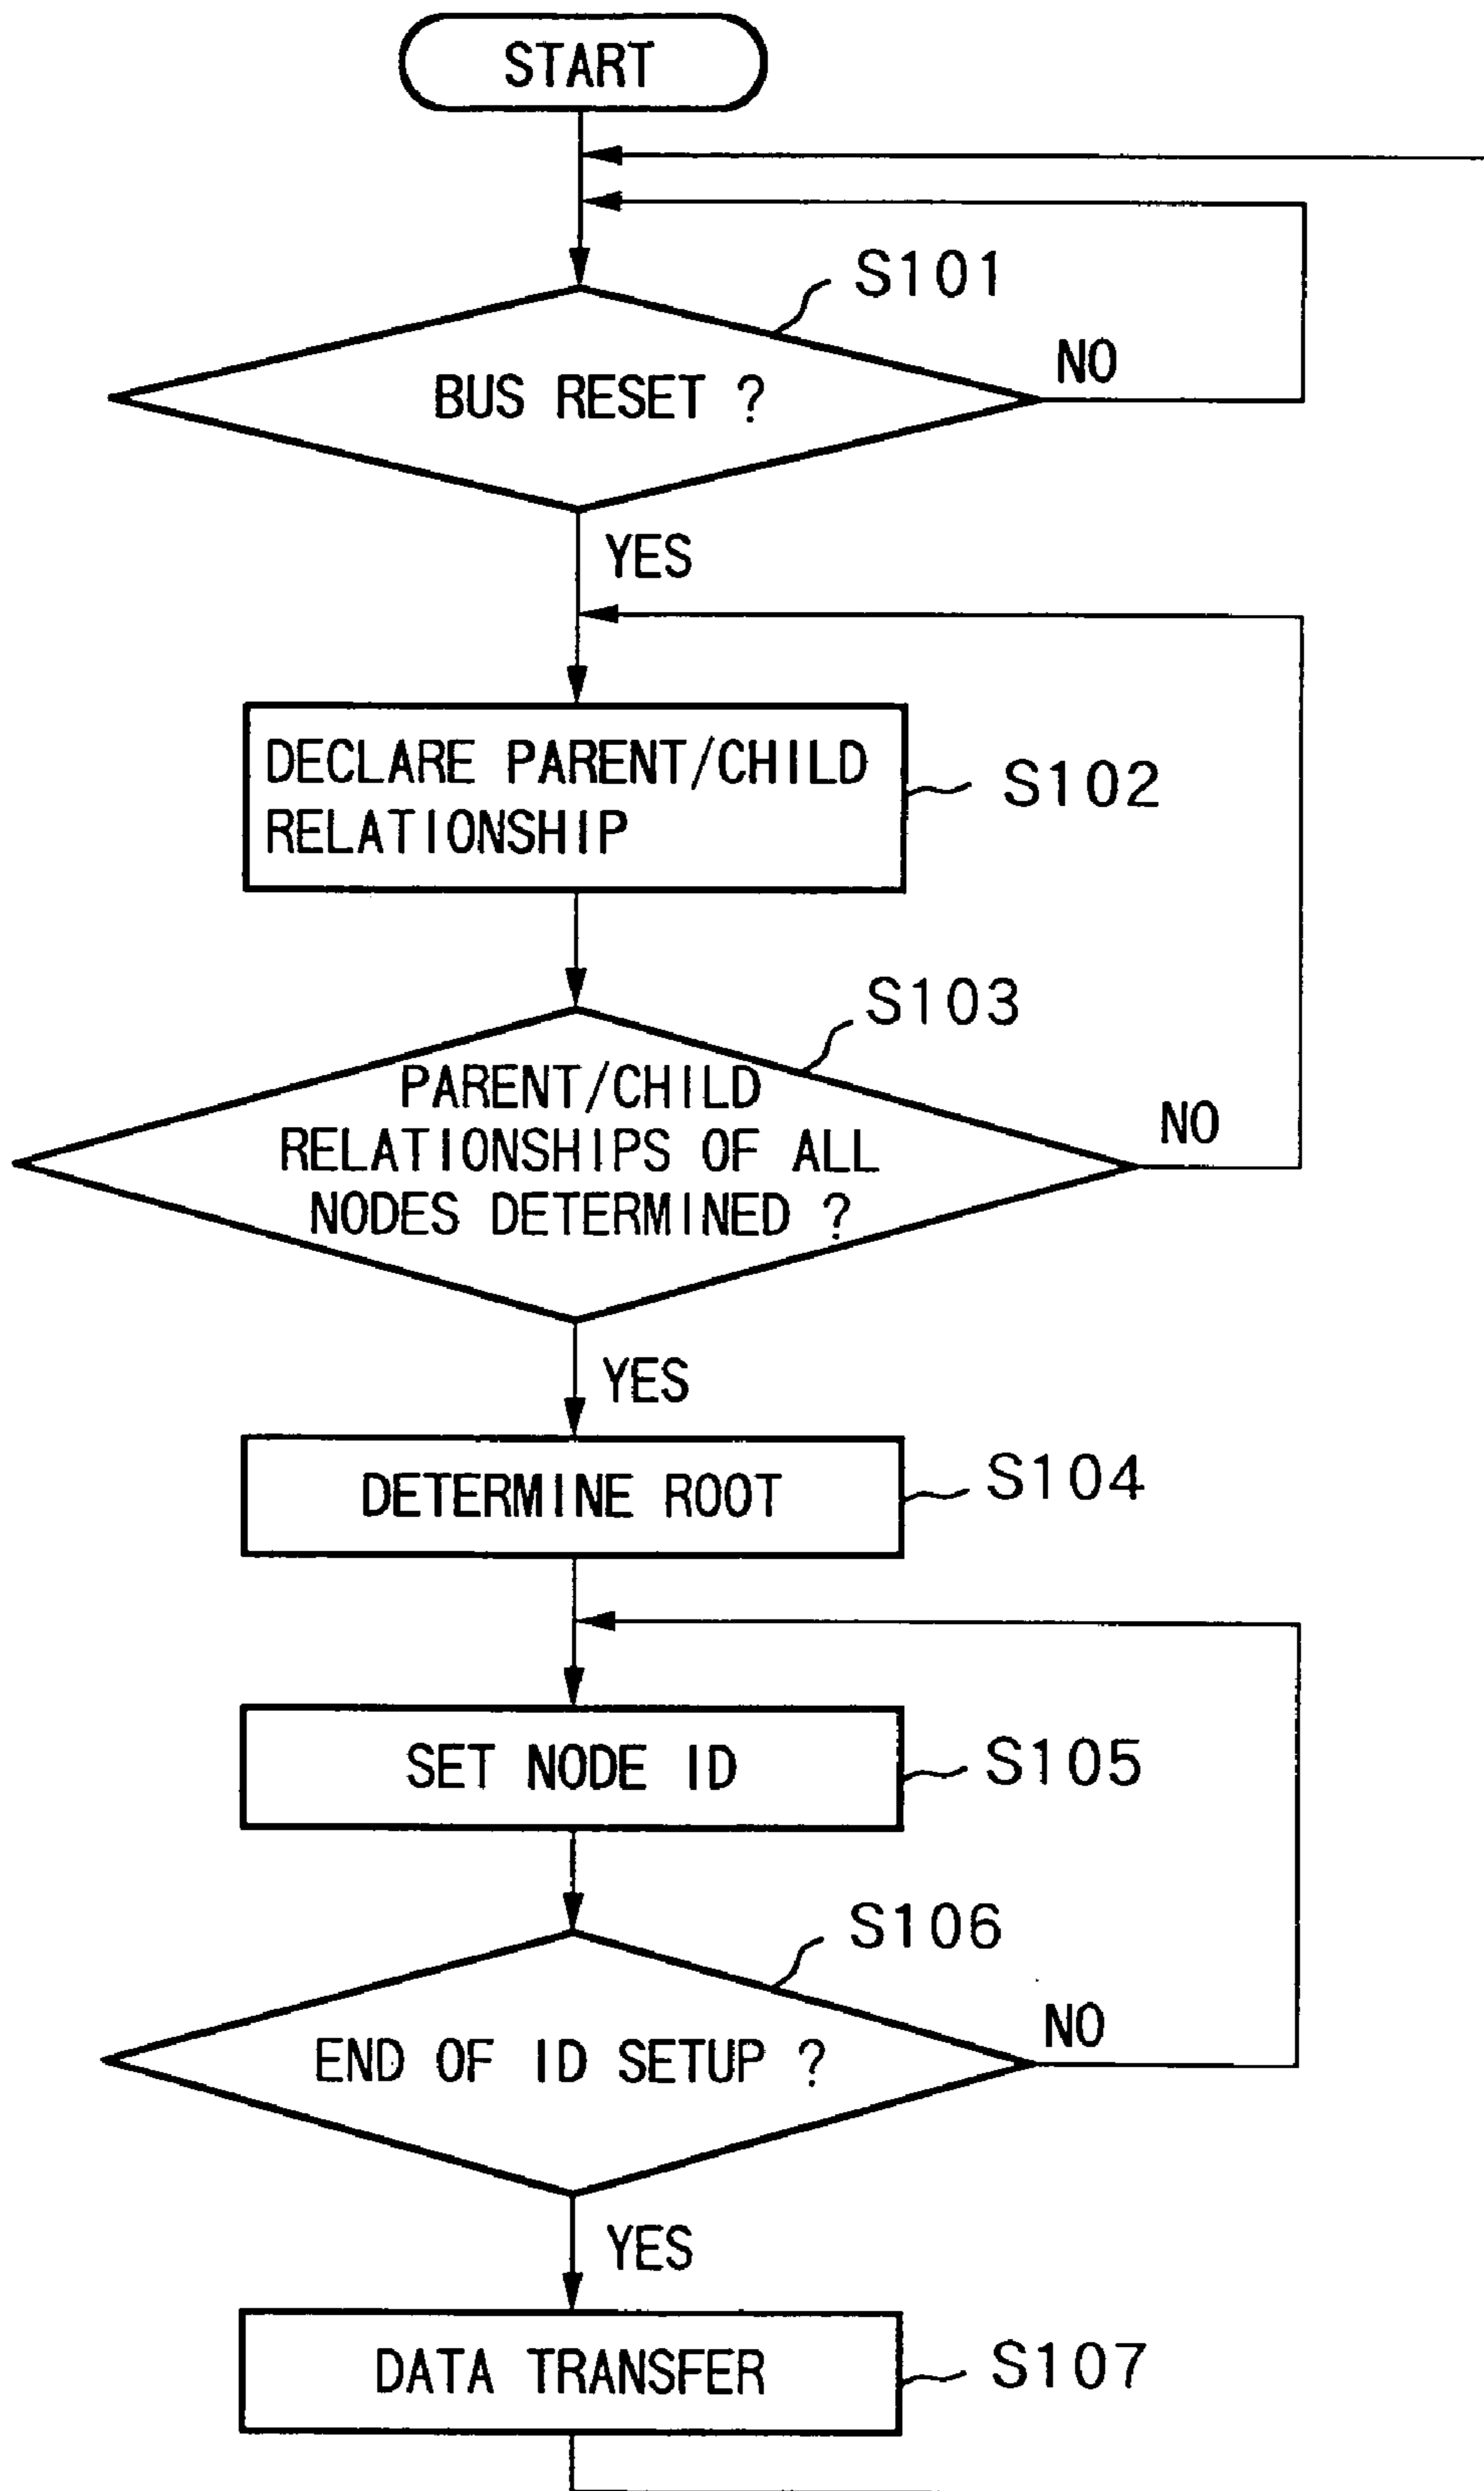 START
S101
BUS RESET ?
NO
YES
DECLARE PARENT/CHILD
RELATIONSHIP
S102
S103
PARENT/CHILD
RELATIONSHIPS OF ALL
NODES DETERMINED ?
NO
YES
DETERMINE ROOT
S104
SET NODE ID
S105
S106
END OF ID SETUP ?
NO
YES
DATA TRANSFER
S107